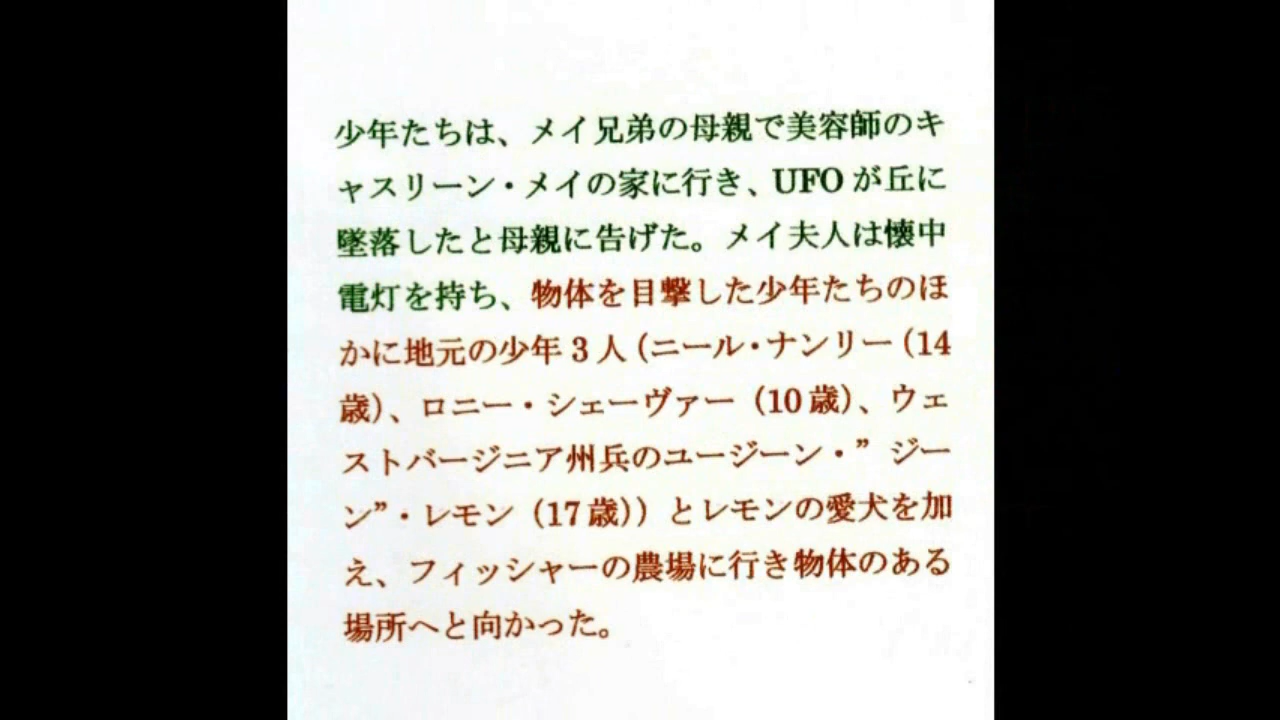 少年たちは、メイ兄弟の母親で美容師のキ
ャスリーン・メイの家に行き、UFO が丘に
墜落したと母親に告げた。メイ夫人は懐中
電灯を持ち、物体を目撃した少年たちのほ
かに地元の少年 3 人（ニール・ナンリー（14
歳）、ロニー・シェーヴァー（10 歳）、ウェ
ストバージニア州兵のユージーン・”ジー
ン”・レモン（17 歳））とレモンの愛犬を加
え、フィッシャーの農場に行き物体のある
場所へと向かった。